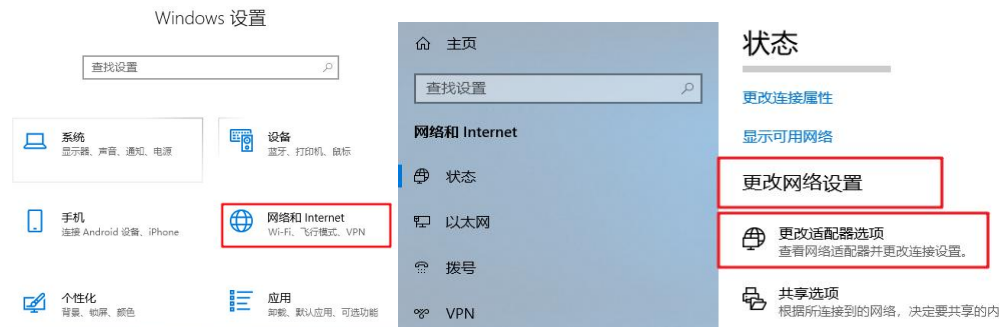 Windows 设置
查找设置
系统
显示器、声音、通知、电源
设备
蓝牙、打印机、鼠标
手机
连接 Android 设备、iPhone
网络和 Internet
Wi-Fi、飞行模式、VPN
个性化
背景、锁屏、颜色
应用
卸载、默认应用、可选功能
主页
查找设置
网络和 Internet
状态
以太网
拨号
VPN
状态
更改连接属性
显示可用网络
更改网络设置
更改适配器选项
查看网络适配器并更改连接设置。
共享选项
根据所连接到的网络，决定要共享的内